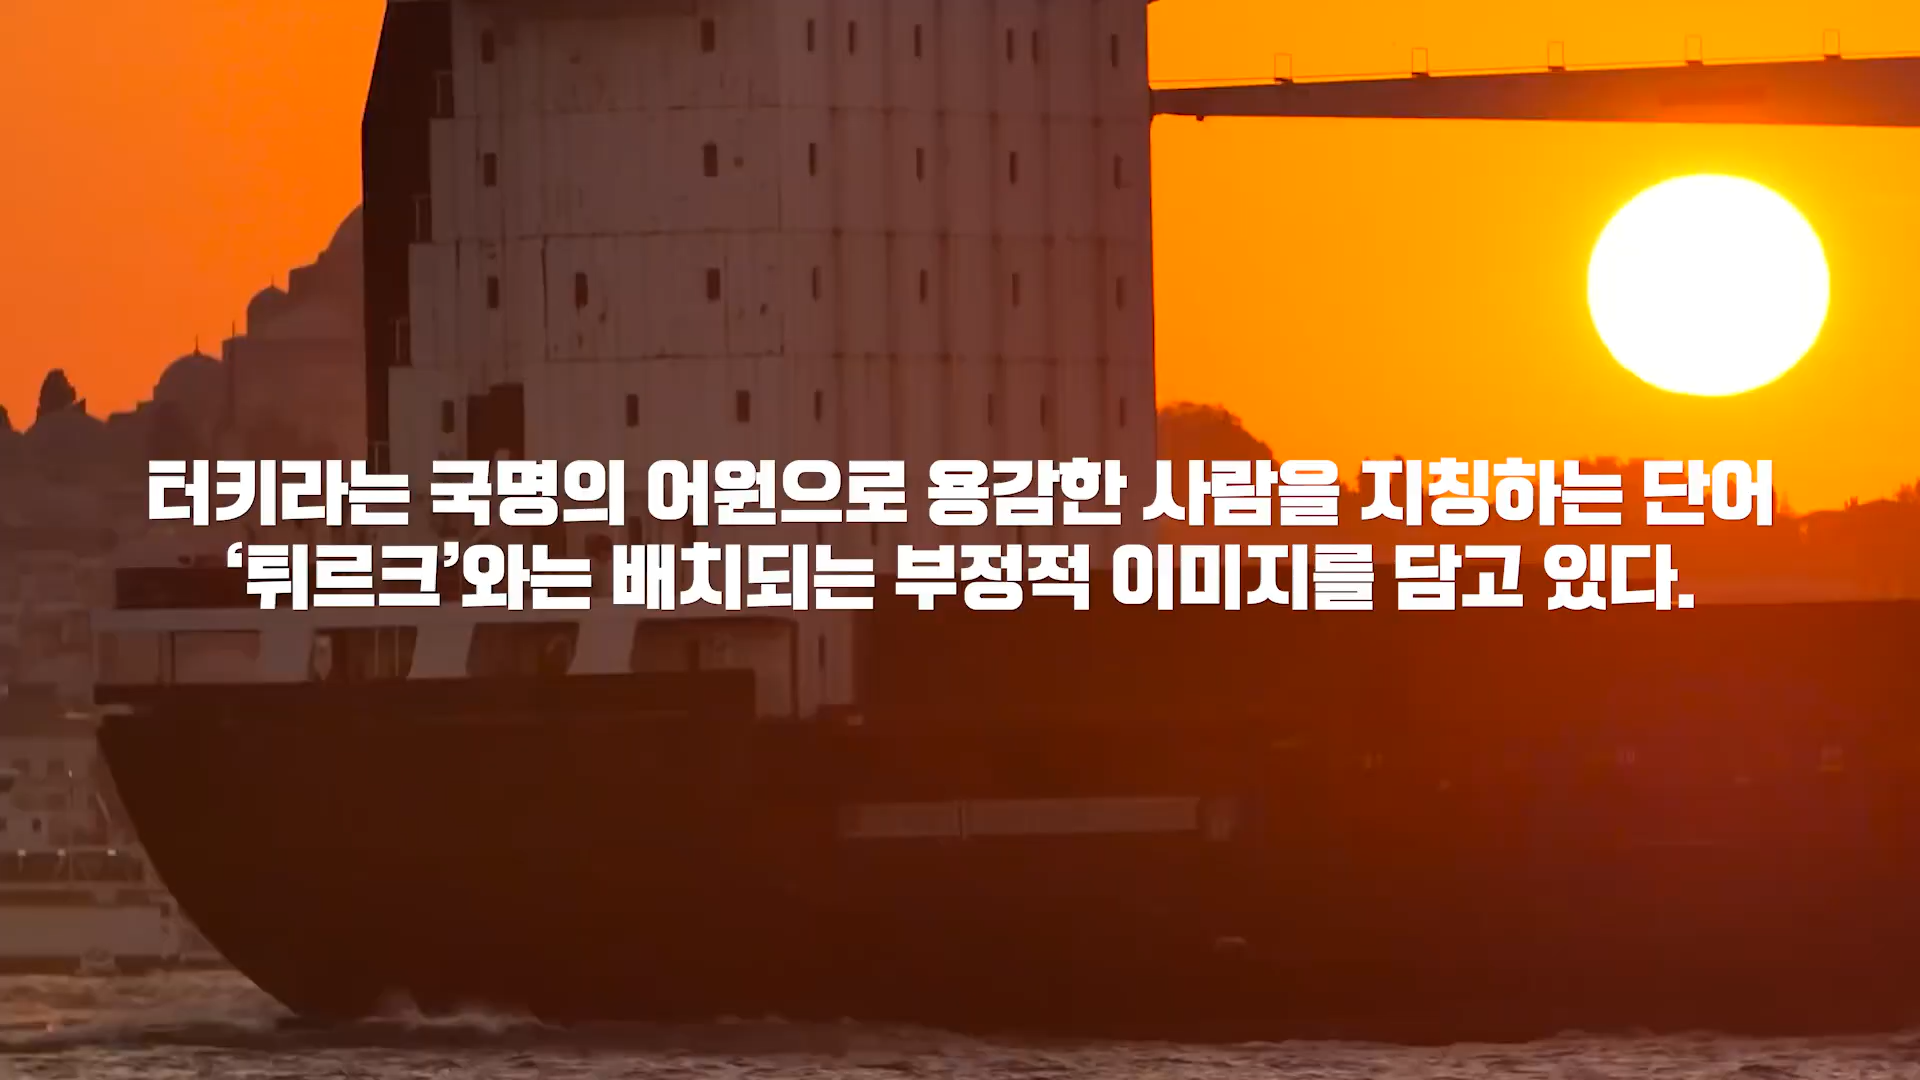 터키라는 국명의 어원으로 용감한 사람을 지칭하는 단어
‘튀르크’와는 배치되는 부정적 이미지를 담고 있다.